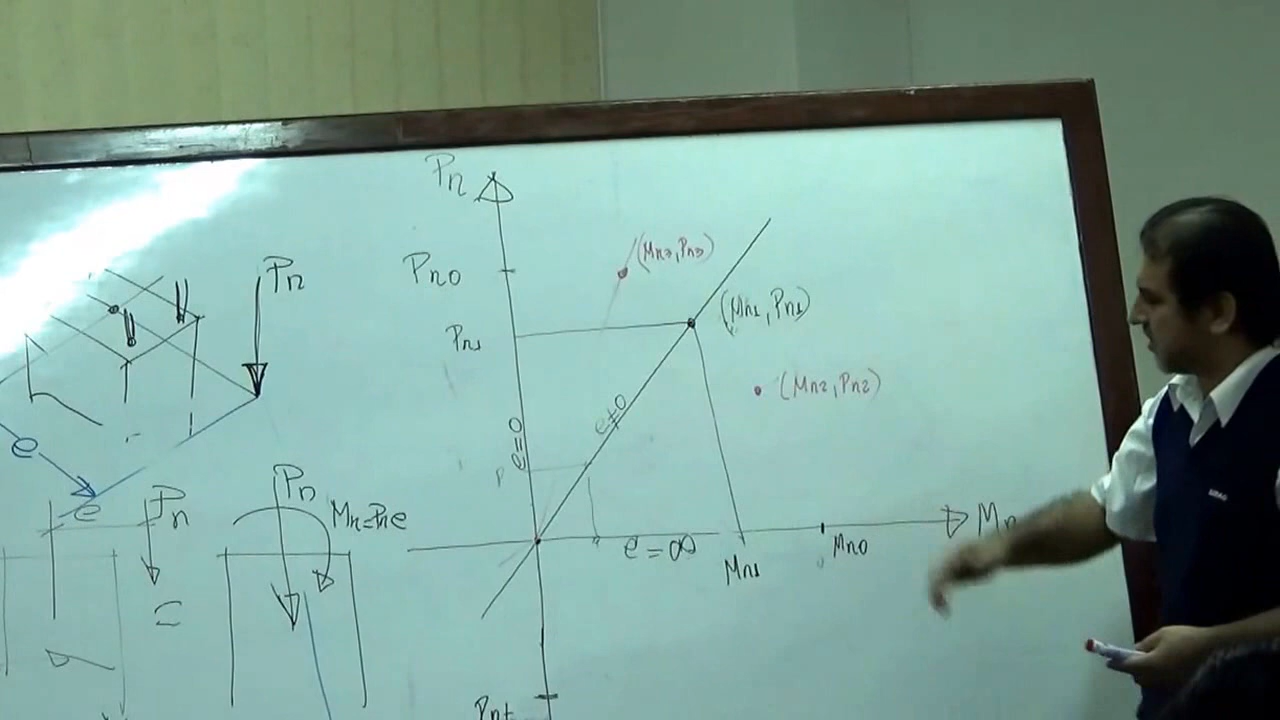 Pn
Pn0
Pn1
(Mn3,Pn3)
(Mn1,Pn1)
(Mn2,Pn2)
e=0
e≠0
e=∞
Mn1
Mn0
Mn
Pnt
Pn
e
e
Pn
=
Pn
Mn=Pne